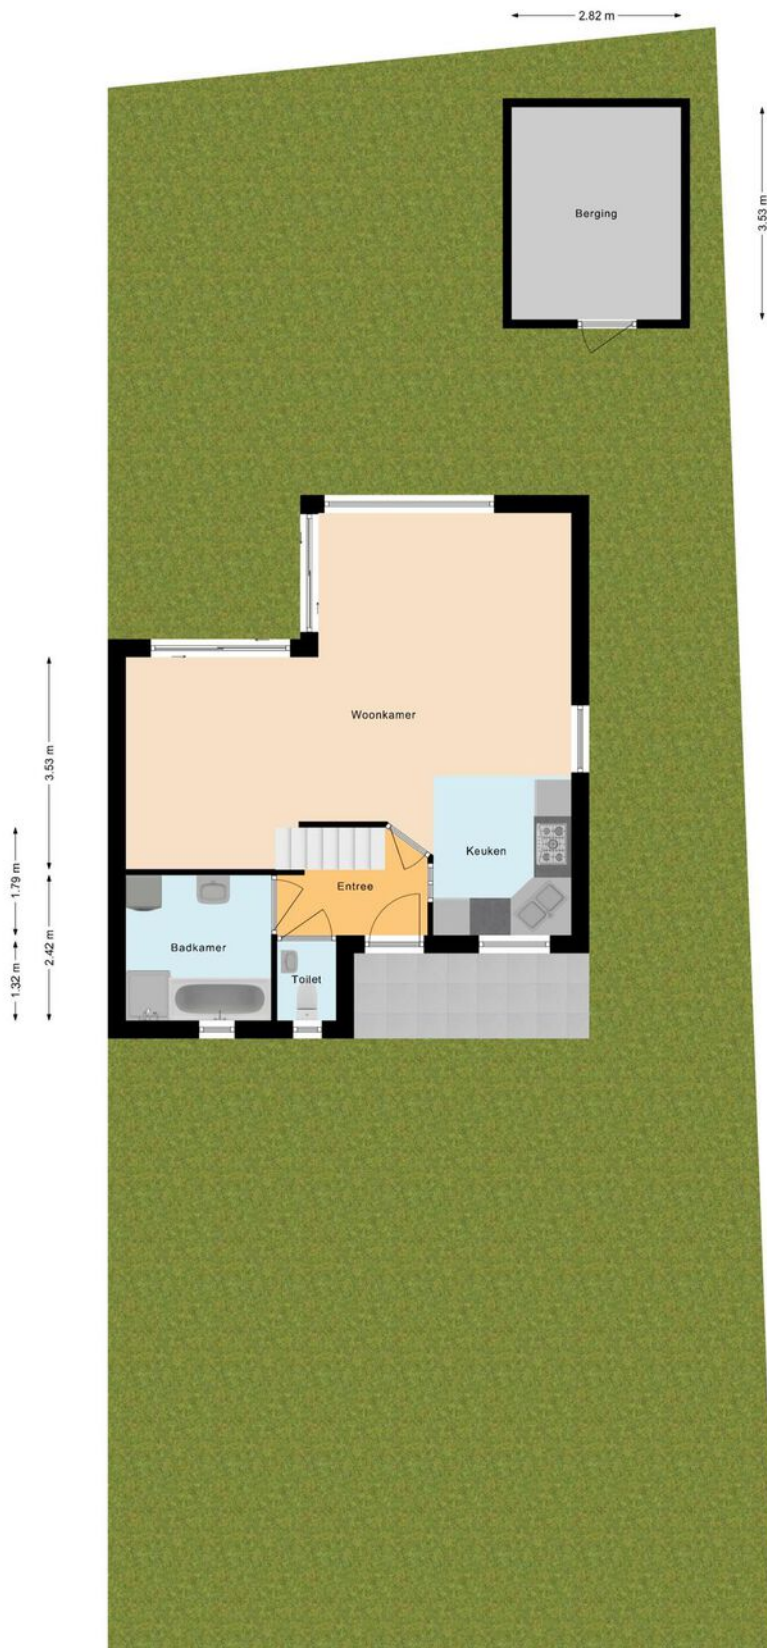 2.82 m
Berging
3.53 m
Woonkamer
3.53 m
Keuken
1.79 m
Entree
2.42 m
Badkamer
1.32 m
Toilet